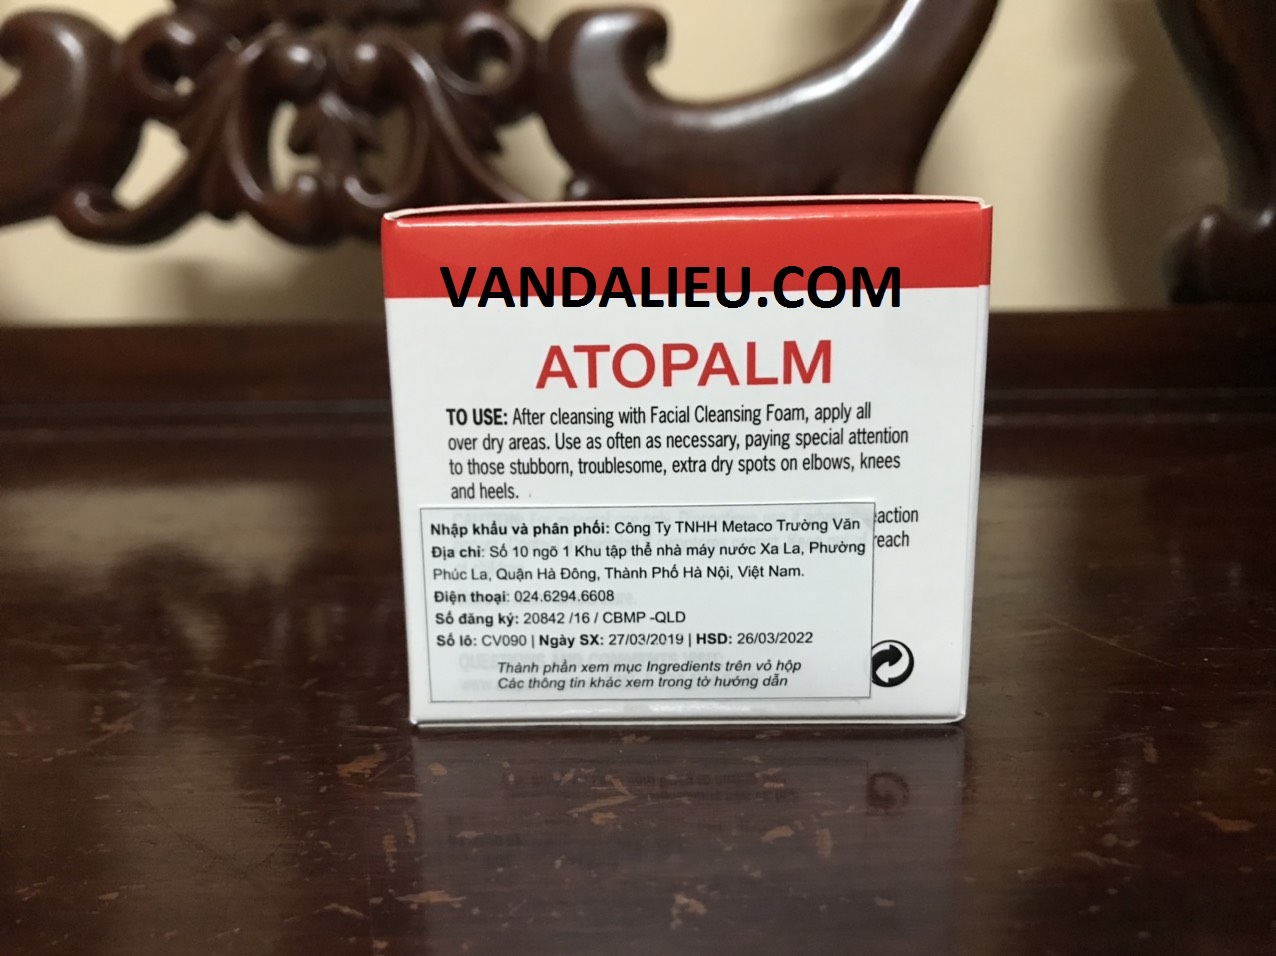 VANDALIEU.COM
ATOPALM
TO USE: After cleansing with Facial Cleansing Foam, apply all
over dry areas. Use as often as necessary, paying special attention
to those stubborn, troublesome, extra dry spots on elbows, knees
and heels.
eaction
reach
Nhập khẩu và phân phối: Công Ty TNHH Metaco Trường Văn
Địa chỉ: Số 10 ngõ 1 Khu tập thể nhà máy nước Xa La, Phường
Phúc La, Quận Hà Đông, Thành Phố Hà Nội, Việt Nam.
Điện thoại: 024.6294.6608
Số đăng ký: 20842 /16 / CBMP -QLD
Số lô: CV090 | Ngày SX: 27/03/2019 | HSD: 26/03/2022
Thành phần xem mục Ingredients trên vỏ hộp
Các thông tin khác xem trong tờ hướng dẫn